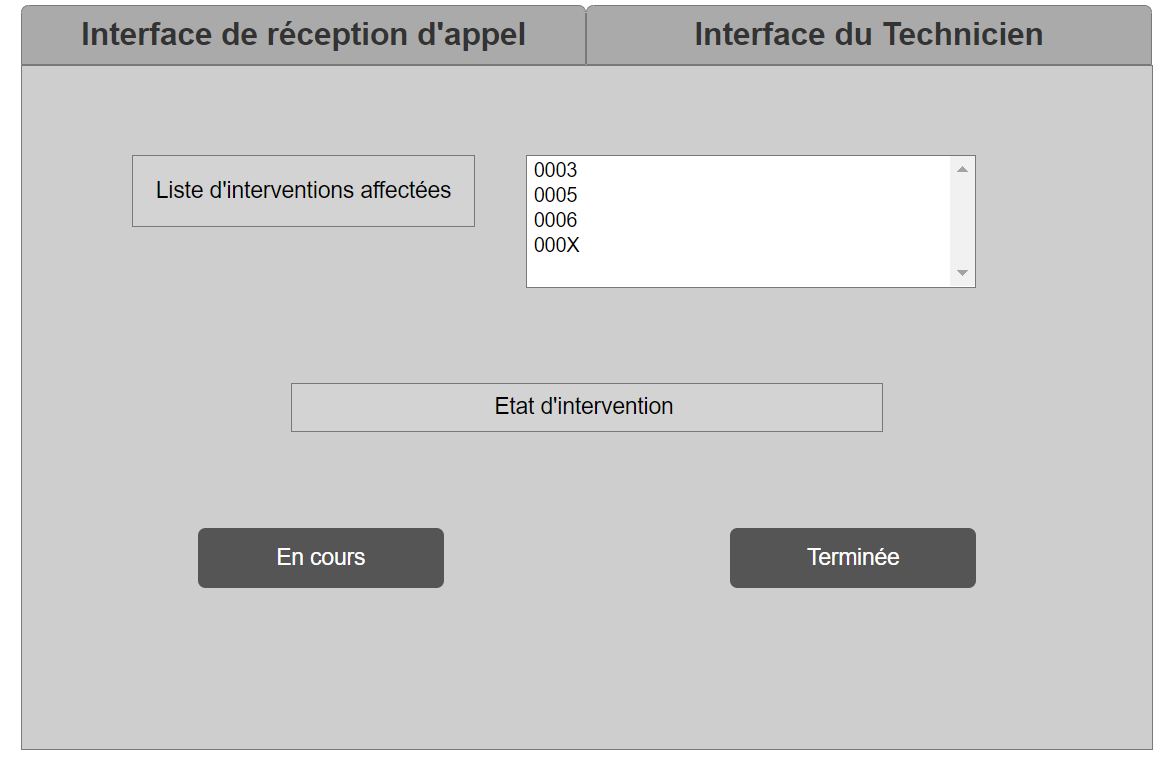 Interface de réception d'appel
Interface du Technicien
Liste d'interventions affectées
0003
0005
0006
000X
Etat d'intervention
En cours
Terminée